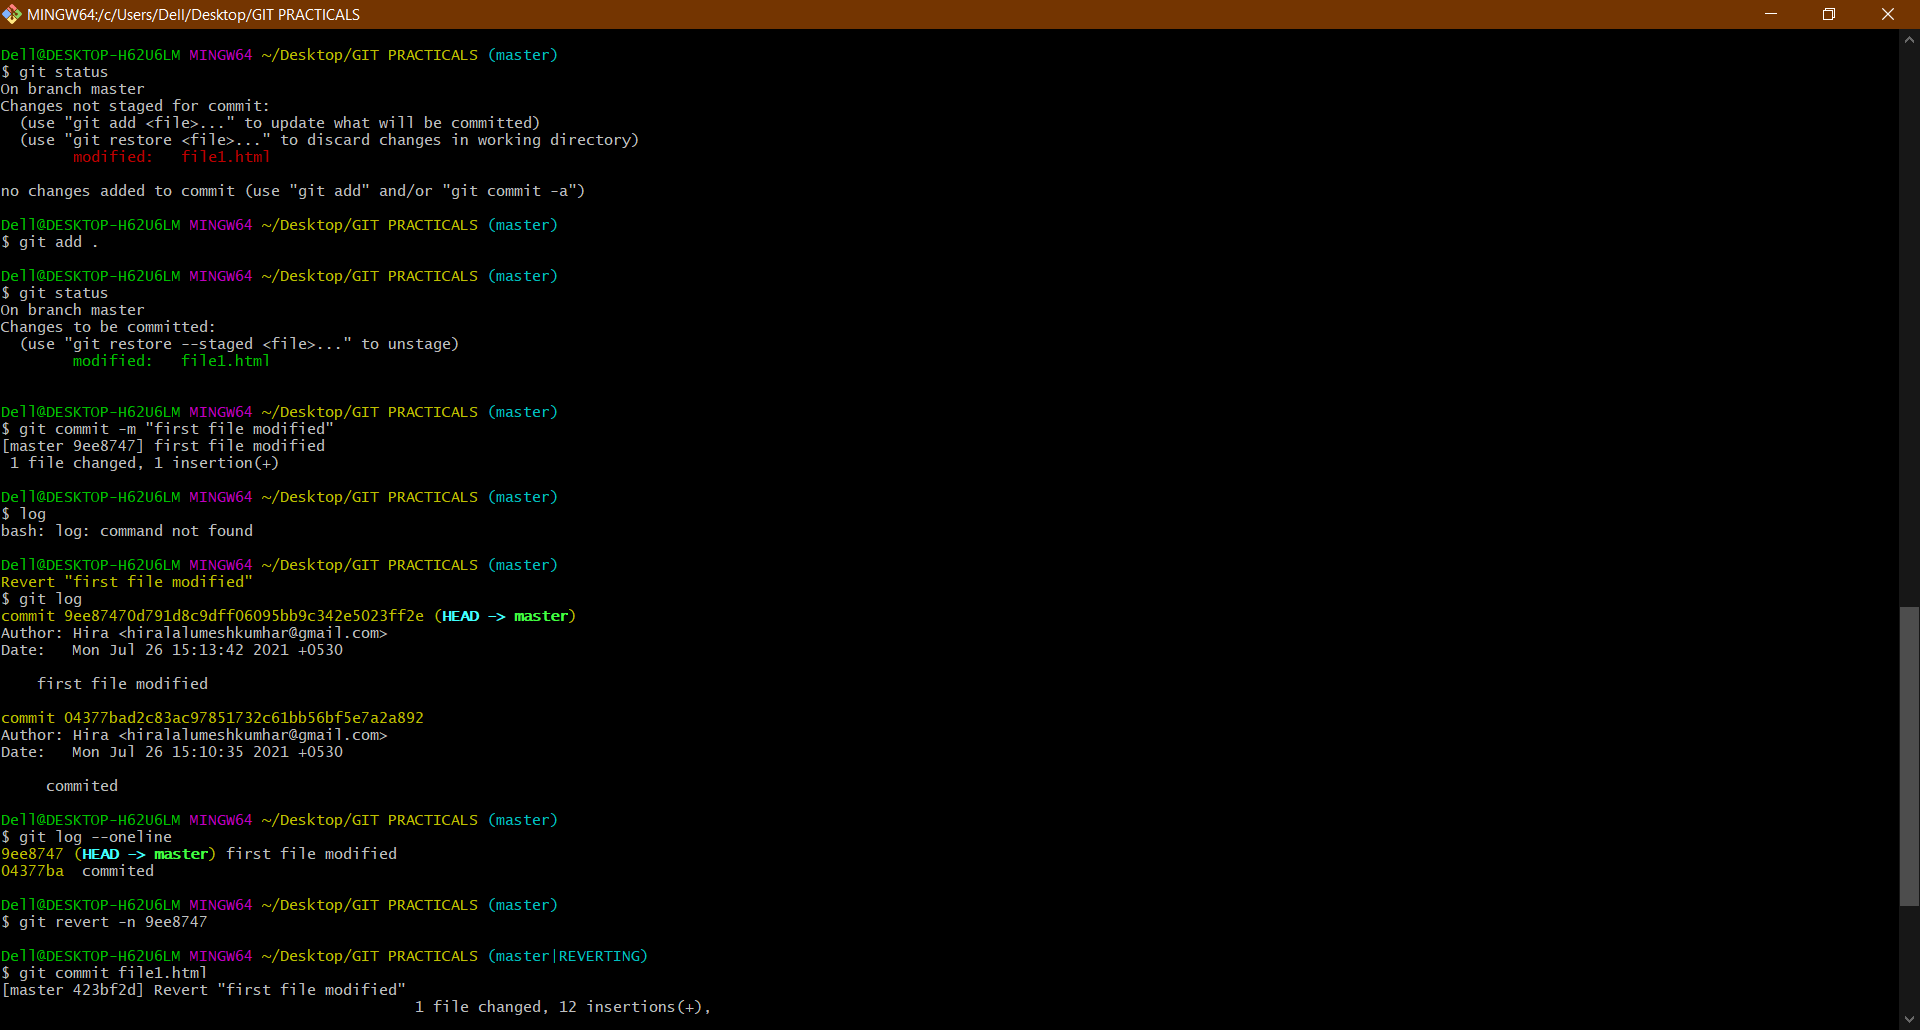 MINGW64:/c/Users/Dell/Desktop/GIT PRACTICALS
Dell@DESKTOP-H62U6LM MINGW64 ~/Desktop/GIT PRACTICALS (master)
$ git status
On branch master
Changes not staged for commit:
  (use "git add <file>..." to update what will be committed)
  (use "git restore <file>..." to discard changes in working directory)
        modified:   file1.html

no changes added to commit (use "git add" and/or "git commit -a")

Dell@DESKTOP-H62U6LM MINGW64 ~/Desktop/GIT PRACTICALS (master)
$ git add .

Dell@DESKTOP-H62U6LM MINGW64 ~/Desktop/GIT PRACTICALS (master)
$ git status
On branch master
Changes to be committed:
  (use "git restore --staged <file>..." to unstage)
        modified:   file1.html

Dell@DESKTOP-H62U6LM MINGW64 ~/Desktop/GIT PRACTICALS (master)
$ git commit -m "first file modified"
[master 9ee8747] first file modified
 1 file changed, 1 insertion(+)

Dell@DESKTOP-H62U6LM MINGW64 ~/Desktop/GIT PRACTICALS (master)
$ log
bash: log: command not found

Dell@DESKTOP-H62U6LM MINGW64 ~/Desktop/GIT PRACTICALS (master)
Revert "first file modified"
$ git log
commit 9ee87470d791d8c9dff06095bb9c342e5023ff2e (HEAD -> master)
Author: Hira <hiralalumeshkumhar@gmail.com>
Date:   Mon Jul 26 15:13:42 2021 +0530

    first file modified

commit 04377bad2c83ac97851732c61bb56bf5e7a2a892
Author: Hira <hiralalumeshkumhar@gmail.com>
Date:   Mon Jul 26 15:10:35 2021 +0530

     commited

Dell@DESKTOP-H62U6LM MINGW64 ~/Desktop/GIT PRACTICALS (master)
$ git log --oneline
9ee8747 (HEAD -> master) first file modified
04377ba  commited

Dell@DESKTOP-H62U6LM MINGW64 ~/Desktop/GIT PRACTICALS (master)
$ git revert -n 9ee8747

Dell@DESKTOP-H62U6LM MINGW64 ~/Desktop/GIT PRACTICALS (master|REVERTING)
$ git commit file1.html
[master 423bf2d] Revert "first file modified"
                                              1 file changed, 12 insertions(+),